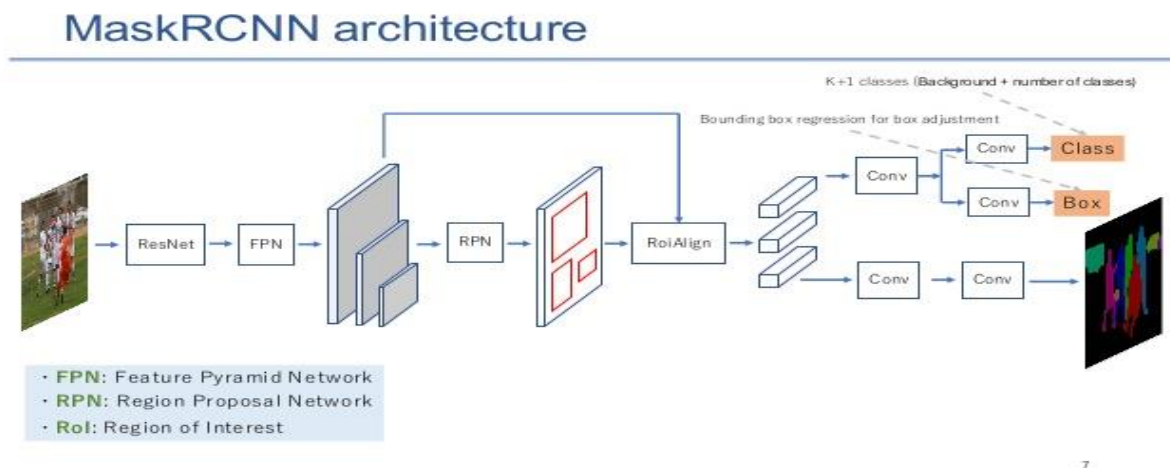 MaskRCNN architecture
K+1 classes (Background + number of classes)
Bounding box regression for box adjustment
Conv
Class
Conv
Conv
Box
ResNet
FPN
RPN
RoiAlign
Conv
Conv
· FPN: Feature Pyramid Network
· RPN: Region Proposal Network
· RoI: Region of Interest
7